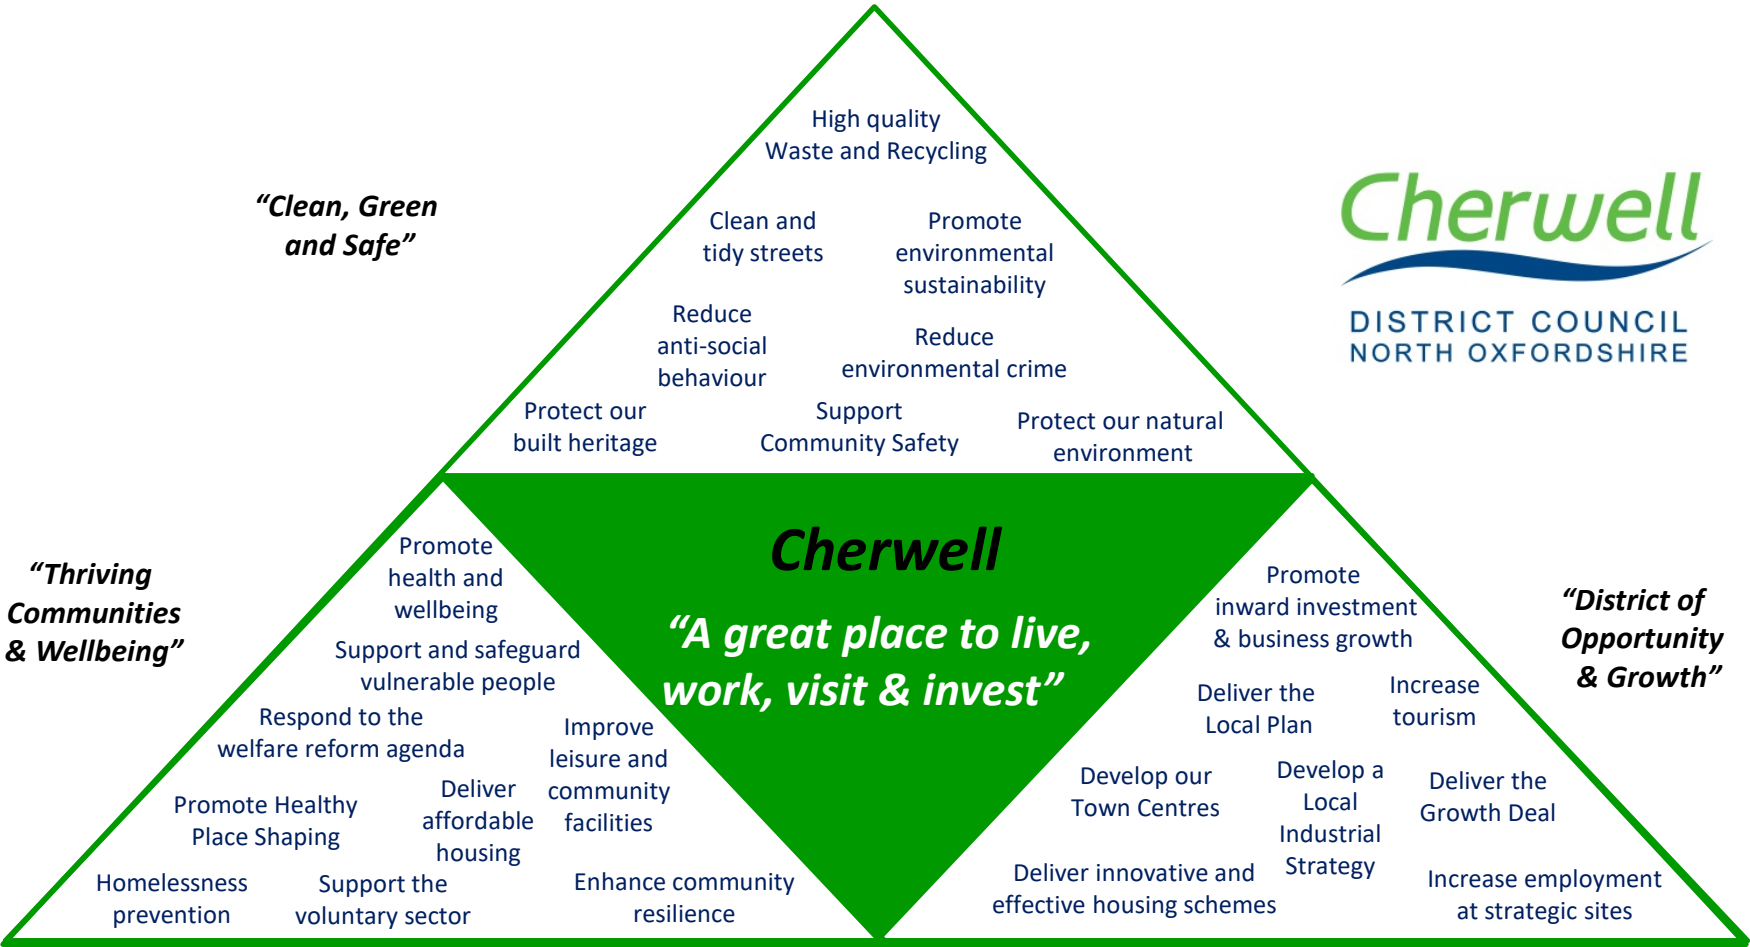 High quality
Waste and Recycling
“Clean, Green
and Safe”
Clean and
tidy streets
Promote
environmental
sustainability
Reduce
anti-social
behaviour
Reduce
environmental crime
Protect our
built heritage
Support
Community Safety
Protect our natural
environment
Cherwell
DISTRICT COUNCIL
NORTH OXFORDSHIRE
Cherwell
“A great place to live,
work, visit & invest”
“Thriving
Communities
& Wellbeing”
Promote
health and
wellbeing
Support and safeguard
vulnerable people
Respond to the
welfare reform agenda
Improve
leisure and
community
facilities
Promote Healthy
Place Shaping
Deliver
affordable
housing
Homelessness
prevention
Support the
voluntary sector
Enhance community
resilience
“District of
Opportunity
& Growth”
Promote
inward investment
& business growth
Deliver the
Local Plan
Increase
tourism
Develop our
Town Centres
Develop a
Local
Industrial
Strategy
Deliver the
Growth Deal
Deliver innovative and
effective housing schemes
Increase employment
at strategic sites